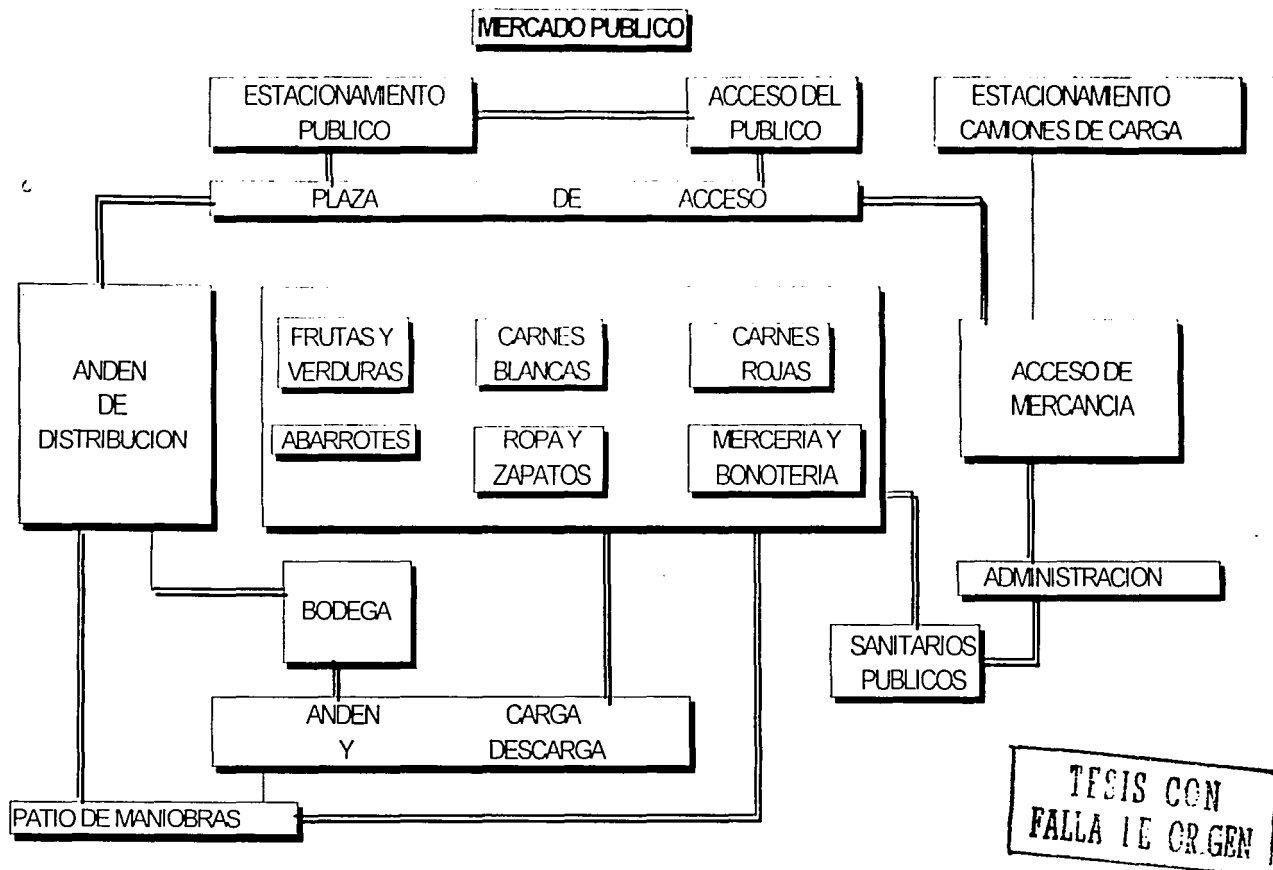 MERCADO PUBLICO
ESTACIONAMIENTO
PUBLICO
ACCESO DEL
PUBLICO
ESTACIONAMIENTO
CAMIONES DE CARGA
PLAZA DE ACCESO
ANDEN
DE
DISTRIBUCION
FRUTAS Y
VERDURAS
CARNES
BLANCAS
CARNES
ROJAS
ABARROTES
ROPA Y
ZAPATOS
MERCERIA Y
BONOTERIA
ACCESO DE
MERCANCIA
BODEGA
ADMINISTRACION
SANITARIOS
PUBLICOS
ANDEN CARGA
Y DESCARGA
PATIO DE MANIOBRAS
TESIS CON
FALLA DE ORIGEN